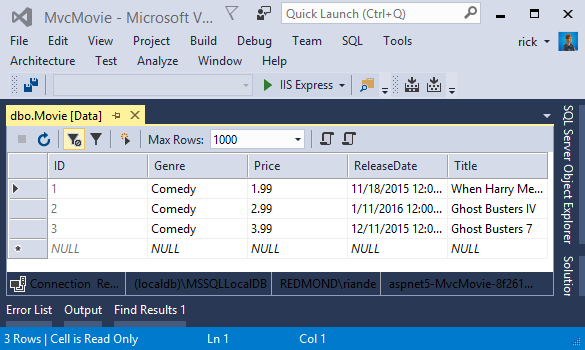 MvcMovie - Microsoft V...
Quick Launch (Ctrl+Q)
File Edit View Project Build Debug Team SQL Tools rick
Architecture Test Analyze Window Help
IIS Express
dbo.Movie [Data]
Max Rows: 1000
ID Genre Price ReleaseDate Title
1 Comedy 1.99 11/18/2015 12:0... When Harry Me...
2 Comedy 2.99 1/11/2016 12:00... Ghost Busters IV
3 Comedy 3.99 12/11/2015 12:0... Ghost Busters 7
NULL NULL NULL NULL NULL
Connection Re... (localdb)\MSSQLLocalDB REDMOND\riande aspnet5-MvcMovie-8f261...
SQL Server Object Explorer
Solution
Error List Output Find Results 1
3 Rows | Cell is Read Only Ln 1 Col 1